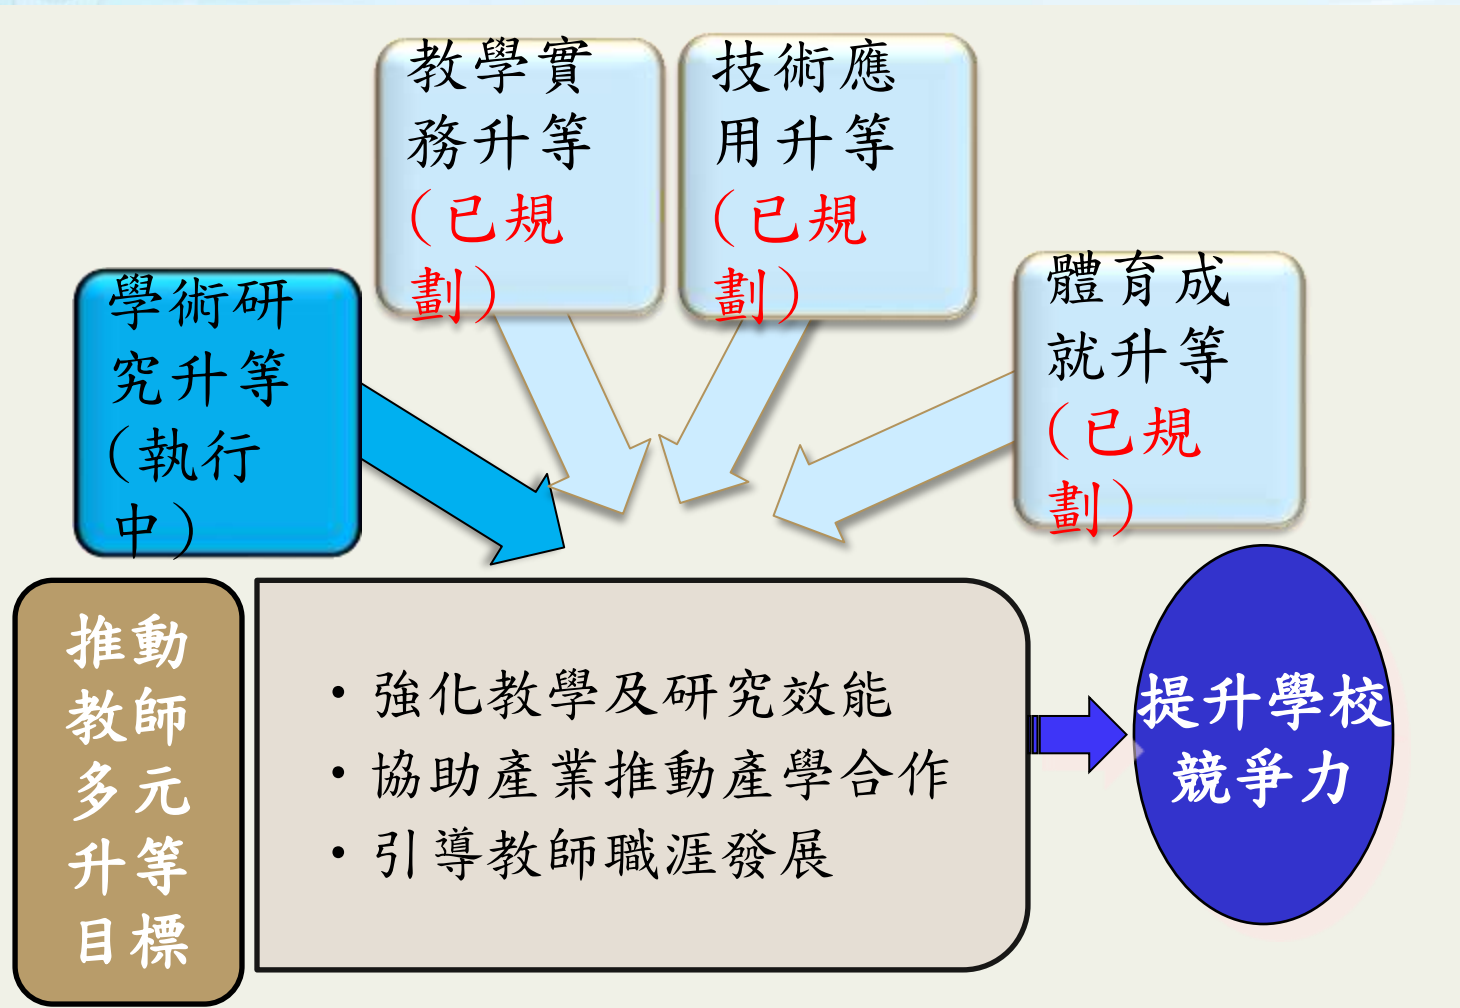 教學實
務升等
(已規
劃)
技術應
用升等
(已規
劃)
學術研
究升等
(執行
中)
體育成
就升等
(已規
劃)
推動
教師
多元
升等
目標
•強化教學及研究效能
•協助產業推動產學合作
•引導教師職涯發展
提升學校
競爭力